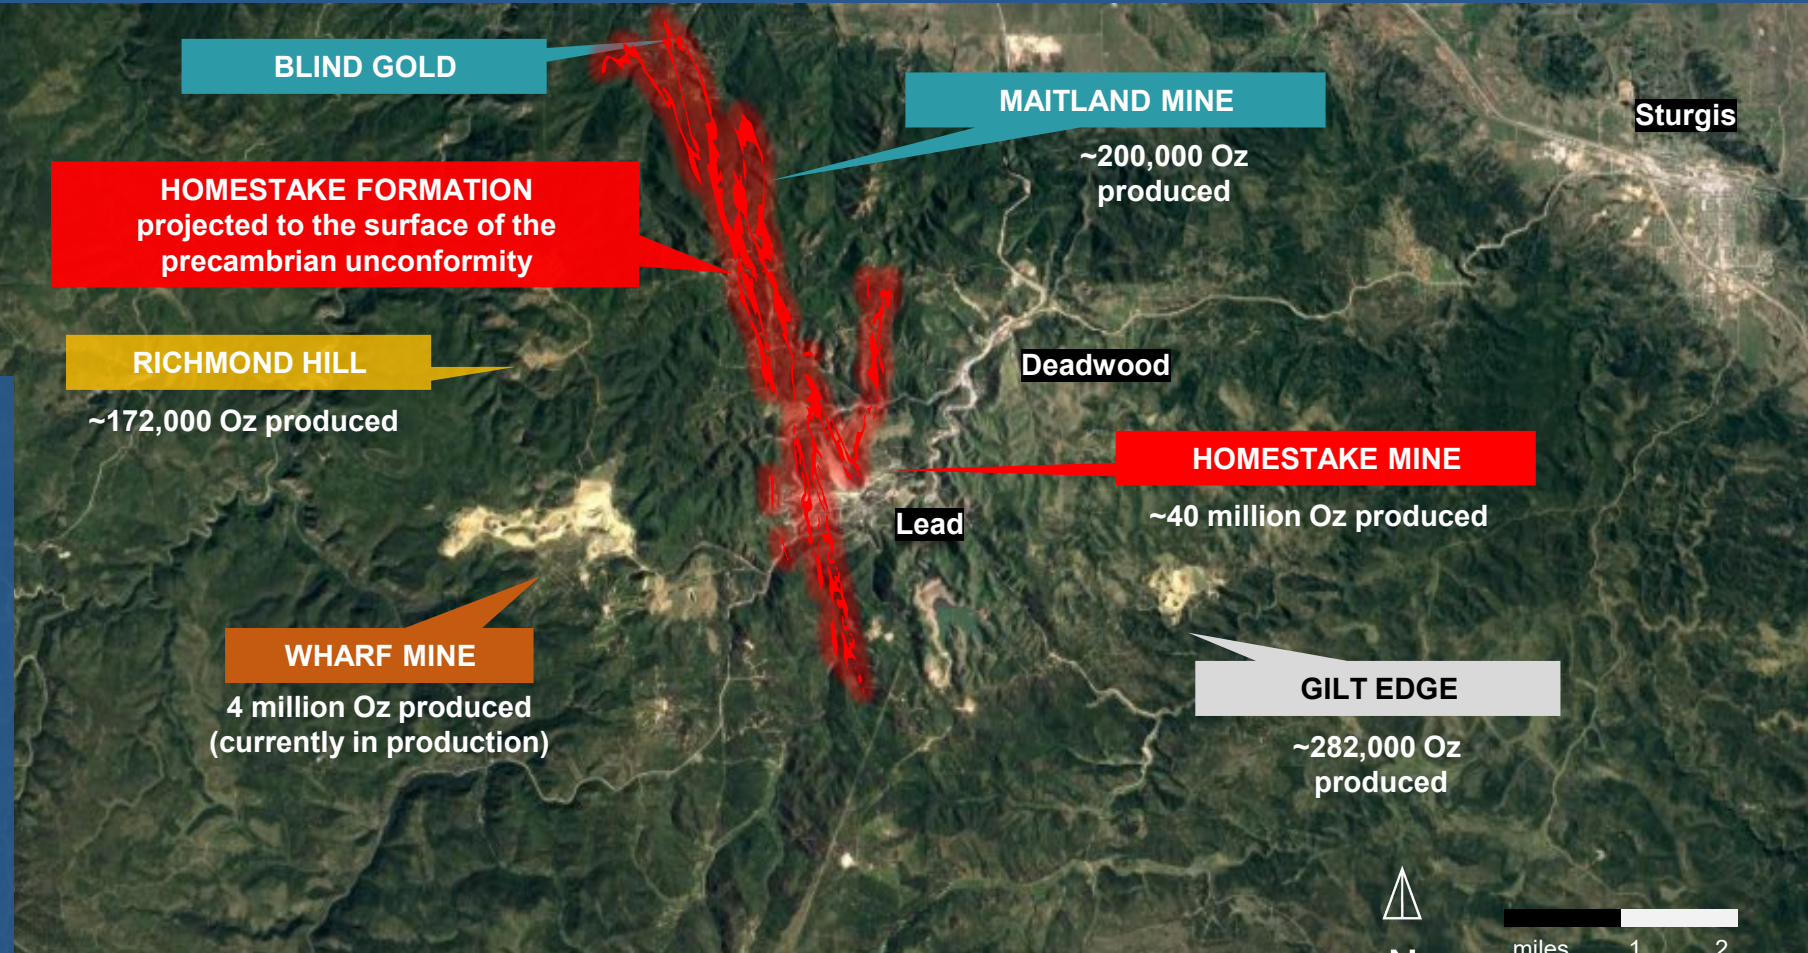 BLIND GOLD
MAITLAND MINE
~200,000 Oz
produced
Sturgis
HOMESTAKE FORMATION
projected to the surface of the
precambrian unconformity
RICHMOND HILL
~172,000 Oz produced
Deadwood
HOMESTAKE MINE
~40 million Oz produced
Lead
WHARF MINE
4 million Oz produced
(currently in production)
GILT EDGE
~282,000 Oz
produced
N
miles 1 2